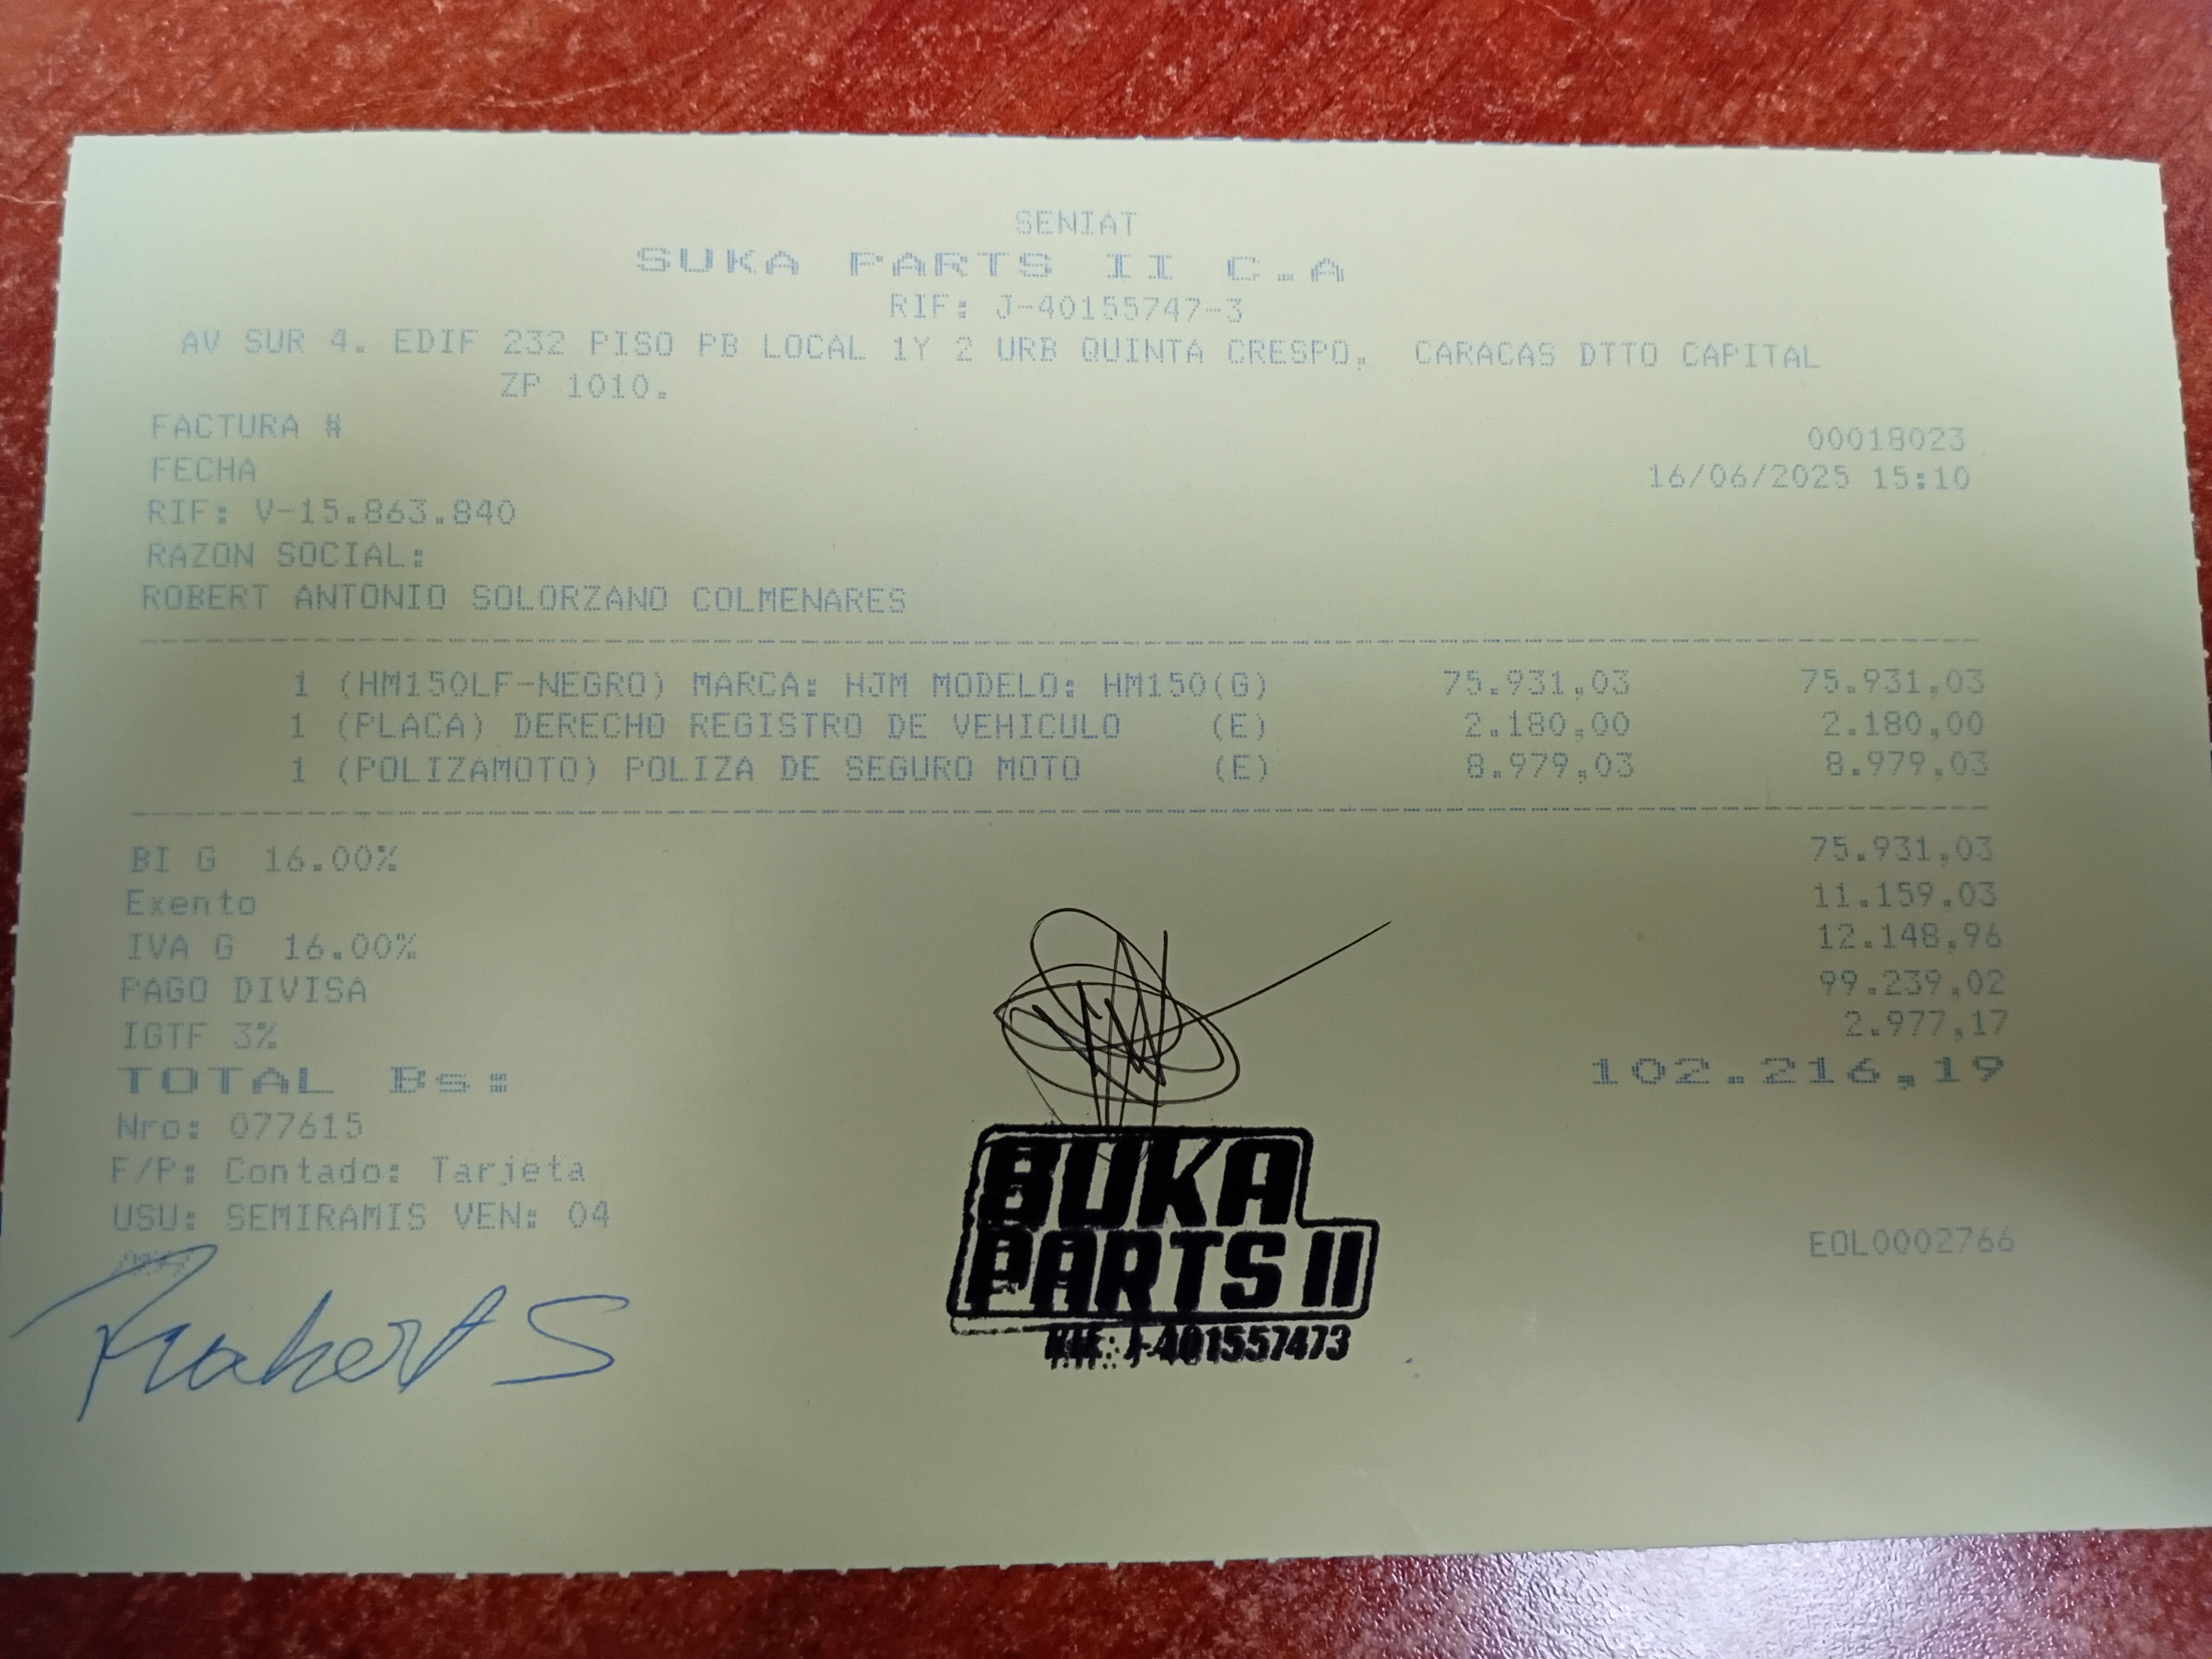 SENIAT
SUKA PARTS II C.A
RIF: J-40155747-3
AV SUR 4. EDIF 232 PISO PB LOCAL 1Y 2 URB QUINTA CRESPO, CARACAS DTTO CAPITAL
ZP 1010.
FACTURA # 00018023
FECHA 16/06/2025 15:10
RIF: V-15.863.840
RAZON SOCIAL:
ROBERT ANTONIO SOLORZANO COLMENARES
1 (HM150LF-NEGRO) MARCA: HJM MODELO: HM150(G) 75.931,03 75.931,03
1 (PLACA) DERECHO REGISTRO DE VEHICULO (E) 2.180,00 2.180,00
1 (POLIZAMOTO) POLIZA DE SEGURO MOTO (E) 8.979,03 8.979,03
BI G 16.00% 75.931,03
Exento 11.159,03
IVA G 16.00% 12.148,96
PAGO DIVISA 99.239,02
IGTF 3% 2.977,17
TOTAL Bs: 102.216,19
Nro: 077615
F/P: Contado: Tarjeta
USU: SEMIRAMIS VEN: 04
EOL0002766
BUKA
PARTS II
RIF: J-401557473